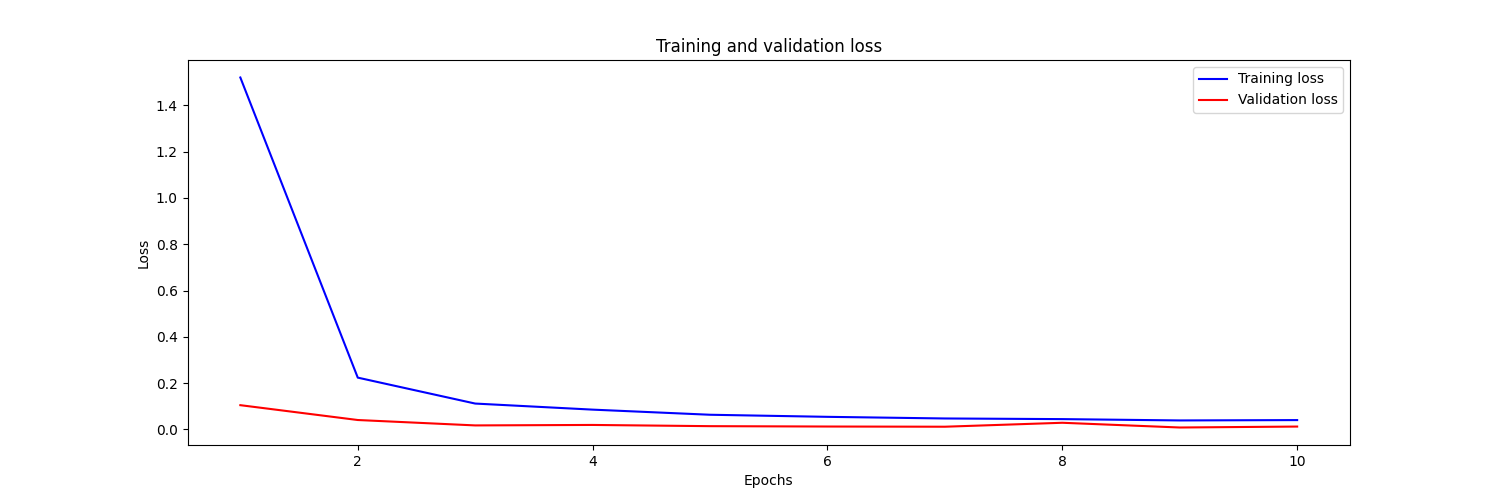 Training and validation loss
Training loss
Validation loss
1.4
1.2
1.0
0.8
0.6
0.4
0.2
0.0
Loss
2 4 6 8 10
Epochs